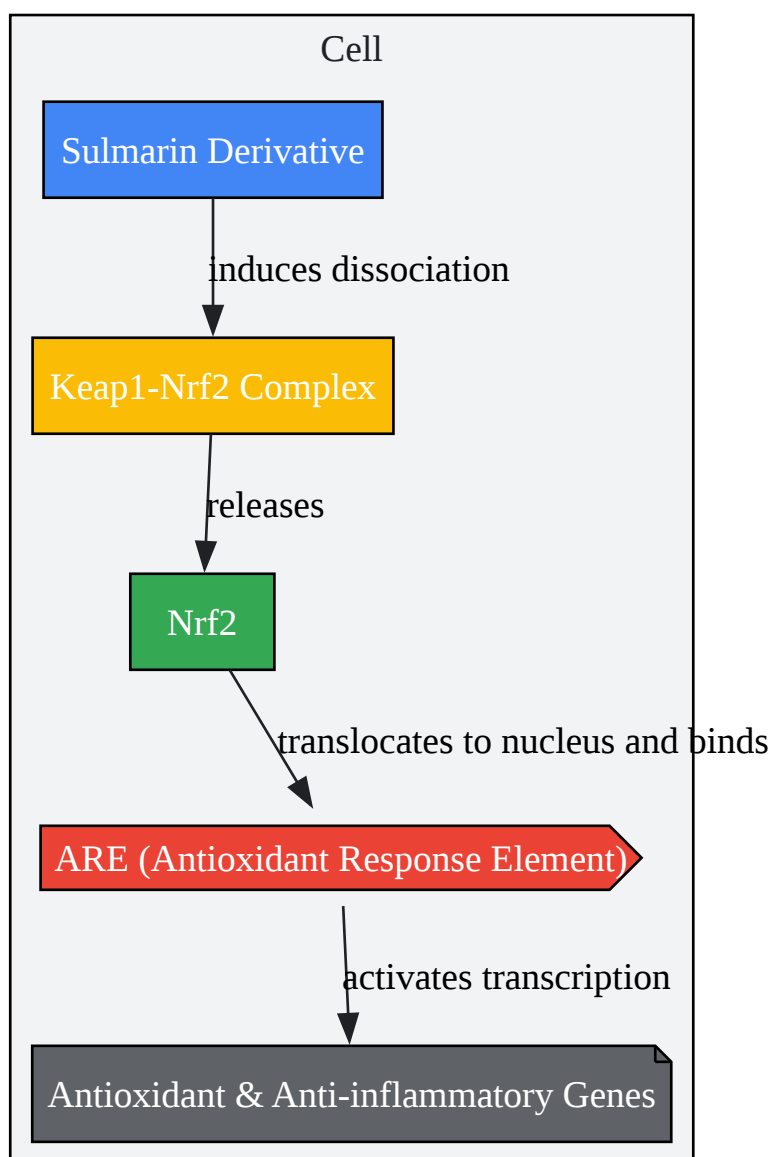 Cell
Sulmarin Derivative
induces dissociation
Keap1-Nrf2 Complex
releases
Nrf2
translocates to nucleus and binds
ARE (Antioxidant Response Element)
activates transcription
Antioxidant & Anti-inflammatory Genes